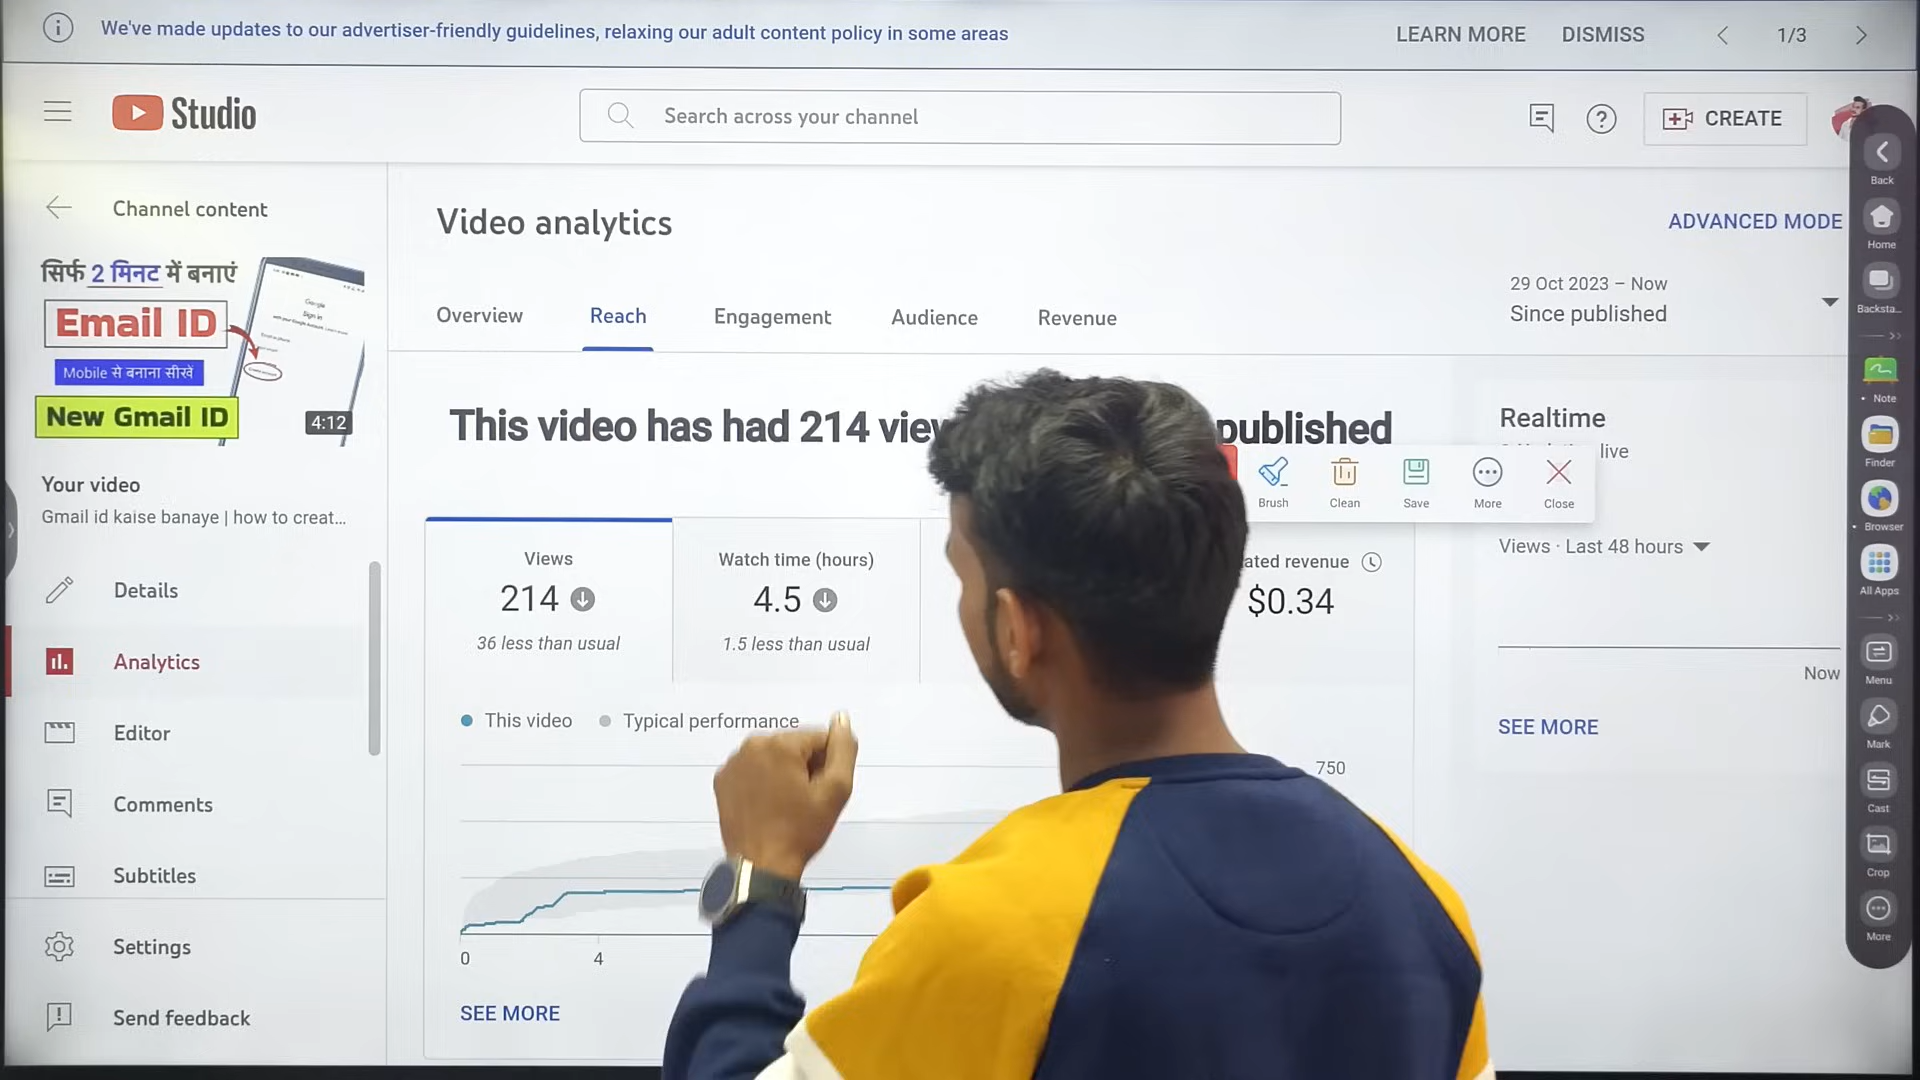 We've made updates to our advertiser-friendly guidelines, relaxing our adult content policy in some areas
LEARN MORE
DISMISS
1/3
Studio
Search across your channel
CREATE
Channel content
सिर्फ 2 मिनट में बनाएं
Email ID
Mobile से बनाना सीखें
New Gmail ID
4:12
Your video
Gmail id kaise banaye | how to creat...
Details
Analytics
Editor
Comments
Subtitles
Settings
Send feedback
Video analytics
ADVANCED MODE
Overview
Reach
Engagement
Audience
Revenue
29 Oct 2023 – Now
Since published
This video has had 214 published
Views
214
36 less than usual
Watch time (hours)
4.5
1.5 less than usual
revenue
$0.34
This video
Typical performance
750
0
4
SEE MORE
Brush
Clean
Save
More
Close
Realtime
live
Views · Last 48 hours
Now
SEE MORE
Back
Home
Backsta...
Note
Finder
Browser
All Apps
Menu
Mark
Cast
Crop
More